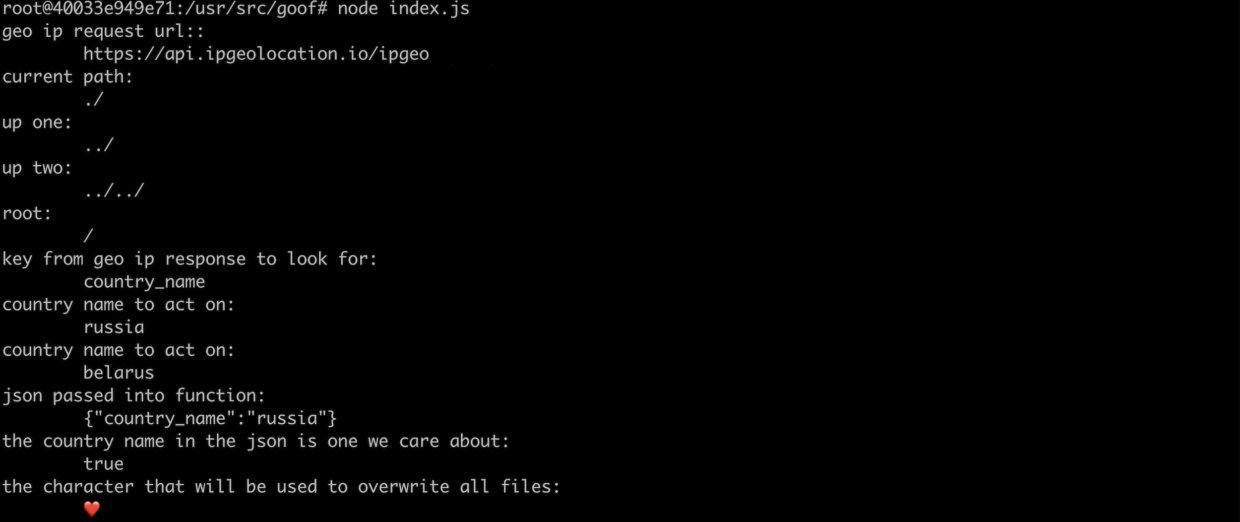 root@40033e949e71:/usr/src/goof# node index.js
geo ip request url::
https://api.ipgeolocation.io/ipgeo
current path:
./
up one:
../
up two:
../../
root:
/
key from geo ip response to look for:
country_name
country name to act on:
russia
country name to act on:
belarus
json passed into function:
{"country_name":"russia"}
the country name in the json is one we care about:
true
the character that will be used to overwrite all files:
❤️